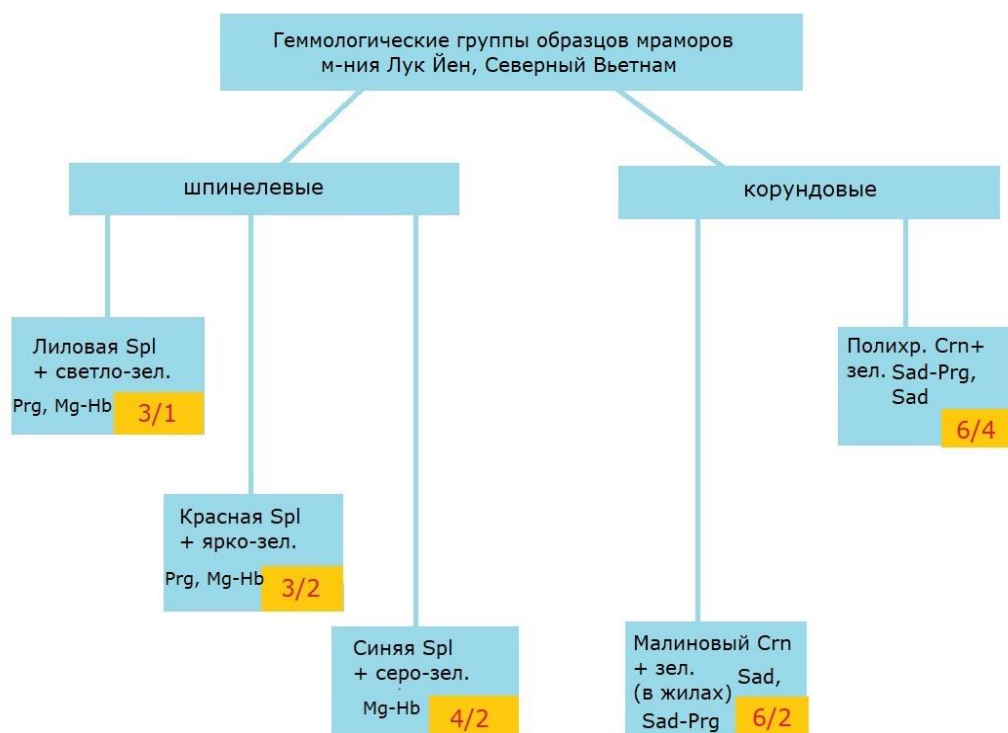 Геммологические группы образцов мраморов
м-ния Лук Йен, Северный Вьетнам
шпинелевые
корундовые
Лиловая Spl
+ светло-зел.
Prg, Mg-Hb
3/1
Полихр. Crn+
зел. Sad-Prg,
Sad
6/4
Красная Spl
+ ярко-зел.
Prg, Mg-Hb
3/2
Синяя Spl
+ серо-зел.
Mg-Hb
4/2
Малиновый Crn
+ зел.
(в жилах) Sad,
Sad-Prg
6/2